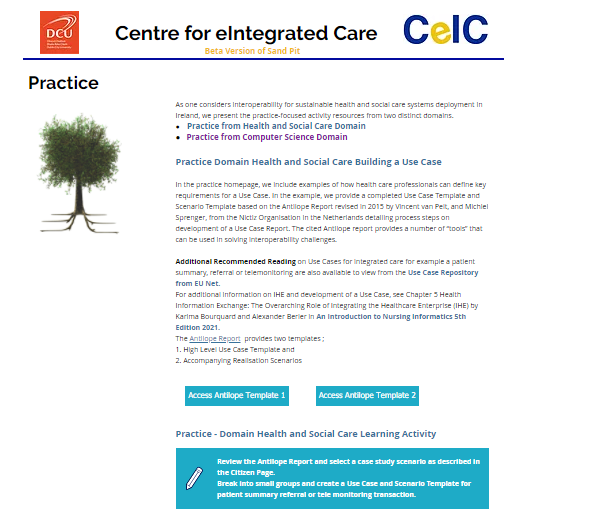 DCU
Centre for eIntegrated Care
Beta Version of Sand Pit
CeIC
Practice
As one considers interoperability for sustainable health and social care systems deployment in
Ireland, we present the practice-focused activity resources from two distinct domains.
• Practice from Health and Social Care Domain
• Practice from Computer Science Domain
Practice Domain Health and Social Care Building a Use Case
In the practice homepage, we include examples of how health care professionals can define key
requirements for a Use Case. In the example, we provide a completed Use Case Template and
Scenario Template based on the Antilope Report revised in 2015 by Vincent van Pelt, and Michiel
Sprenger, from the Nictiz Organisation in the Netherlands detailing process steps on
development of a Use Case Report. The cited Antilope report provides a number of "tools" that
can be used in solving interoperability challenges.
Additional Recommended Reading on Use Cases for integrated care for example a patient
summary, referral or telemonitoring are also available to view from the Use Case Repository
from EU Net.
For additional information on IHE and development of a Use Case, see Chapter 5 Health
Information Exchange: The Overarching Role of Integrating the Healthcare Enterprise (IHE) by
Karima Bourquard and Alexander Berler in An Introduction to Nursing Informatics 5th
Edition 2021.
The Antilope Report provides two templates ;
1. High Level Use Case Template and
2. Accompanying Realisation Scenarios
Access Antilope Template 1 Access Antilope Template 2
Practice - Domain Health and Social Care Learning Activity
Review the Antilope Report and select a case study scenario as described in
the Citizen Page.
Break into small groups and create a Use Case and Scenario Template for
patient summary referral or tele monitoring transaction.